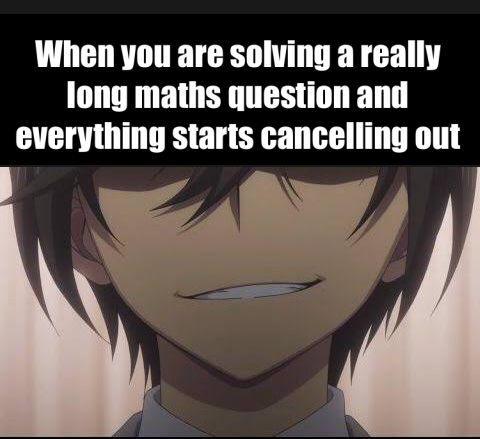 When you are solving a really
long maths question and
everything starts cancelling out